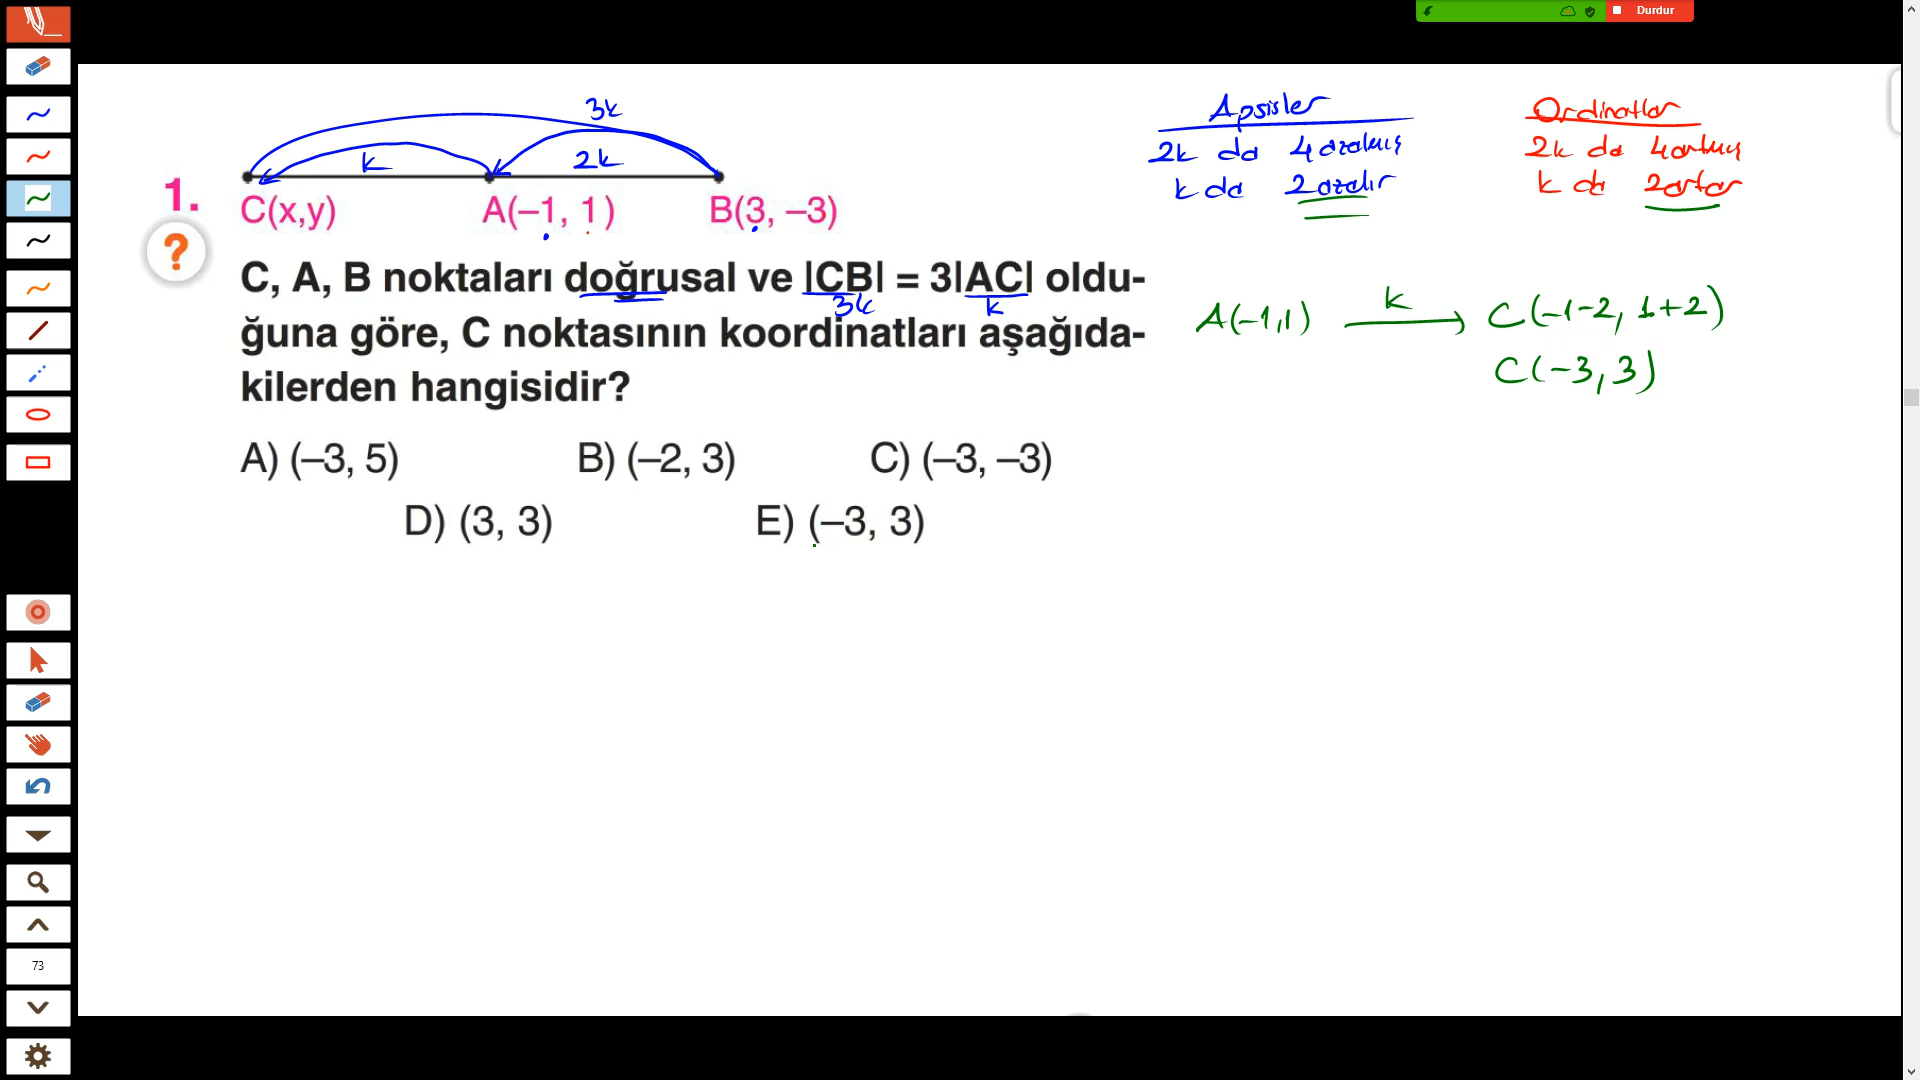 Durdur
3k
k
2k
1.
C(x,y)
A(–1, 1)
B(3, –3)
?
C, A, B noktaları doğrusal ve |CB| = 3|AC| oldu-
3k
k
ğuna göre, C noktasının koordinatları aşağıda-
kilerden hangisidir?
A) (–3, 5)
B) (–2, 3)
C) (–3, –3)
D) (3, 3)
E) (–3, 3)
Apsisler
2k da 4 azalmış
k da 2 azalır
Ordinatlar
2k da 4 artmış
k da 2 artar
A(-1,1)
k
C(-1-2, 1+2)
C(-3, 3)
73